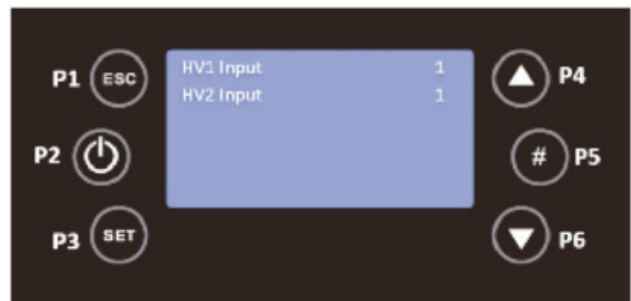 P1 ESC
HV1 Input 1
HV2 Input 1
P4
P2
# P5
P3 SET
P6